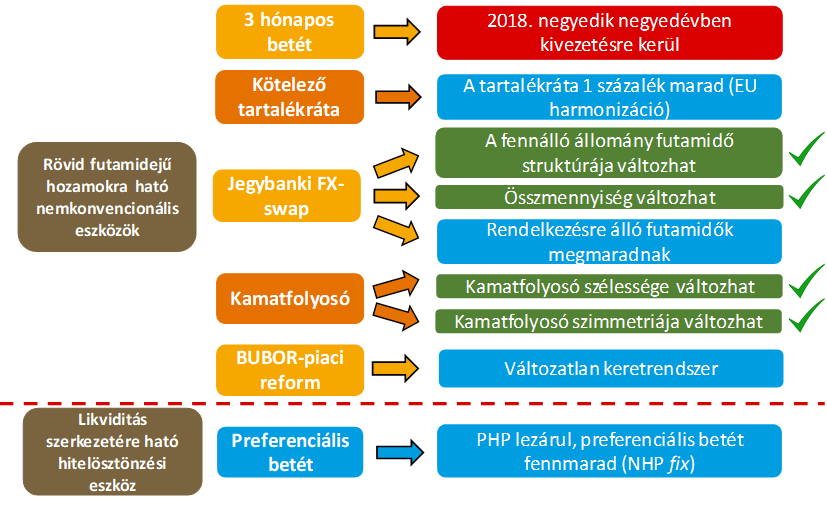 3 hónapos
betét
2018. negyedik negyedévben
kivezetésre kerül
Kötelező
tartalékráta
A tartalékráta 1 százalék marad (EU
harmonizáció)
Rövid futamidejű
hozamokra ható
nemkonvencionális
eszközök
Jegybanki FX-
swap
A fennálló állomány futamidő
struktúrája változhat
Összmennyiség változhat
Rendelkezésre álló futamidők
megmaradnak
Kamatfolyosó
Kamatfolyosó szélessége változhat
Kamatfolyosó szimmetriája változhat
BUBOR-piaci
reform
Változatlan keretrendszer
Likviditás
szerkezetére ható
hitelösztönzési
eszköz
Preferenciális
betét
PHP lezárul, preferenciális betét
fennmarad (NHP fix)